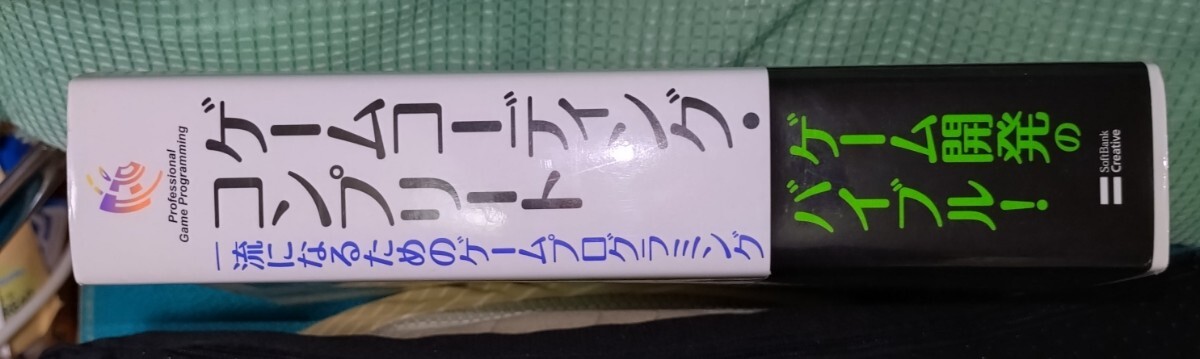 Professional
Game Programming
ゲームコーディング・
コンプリート
一流になるためのゲームプログラミング
ゲーム開発の
バイブル!
SoftBank
Creative